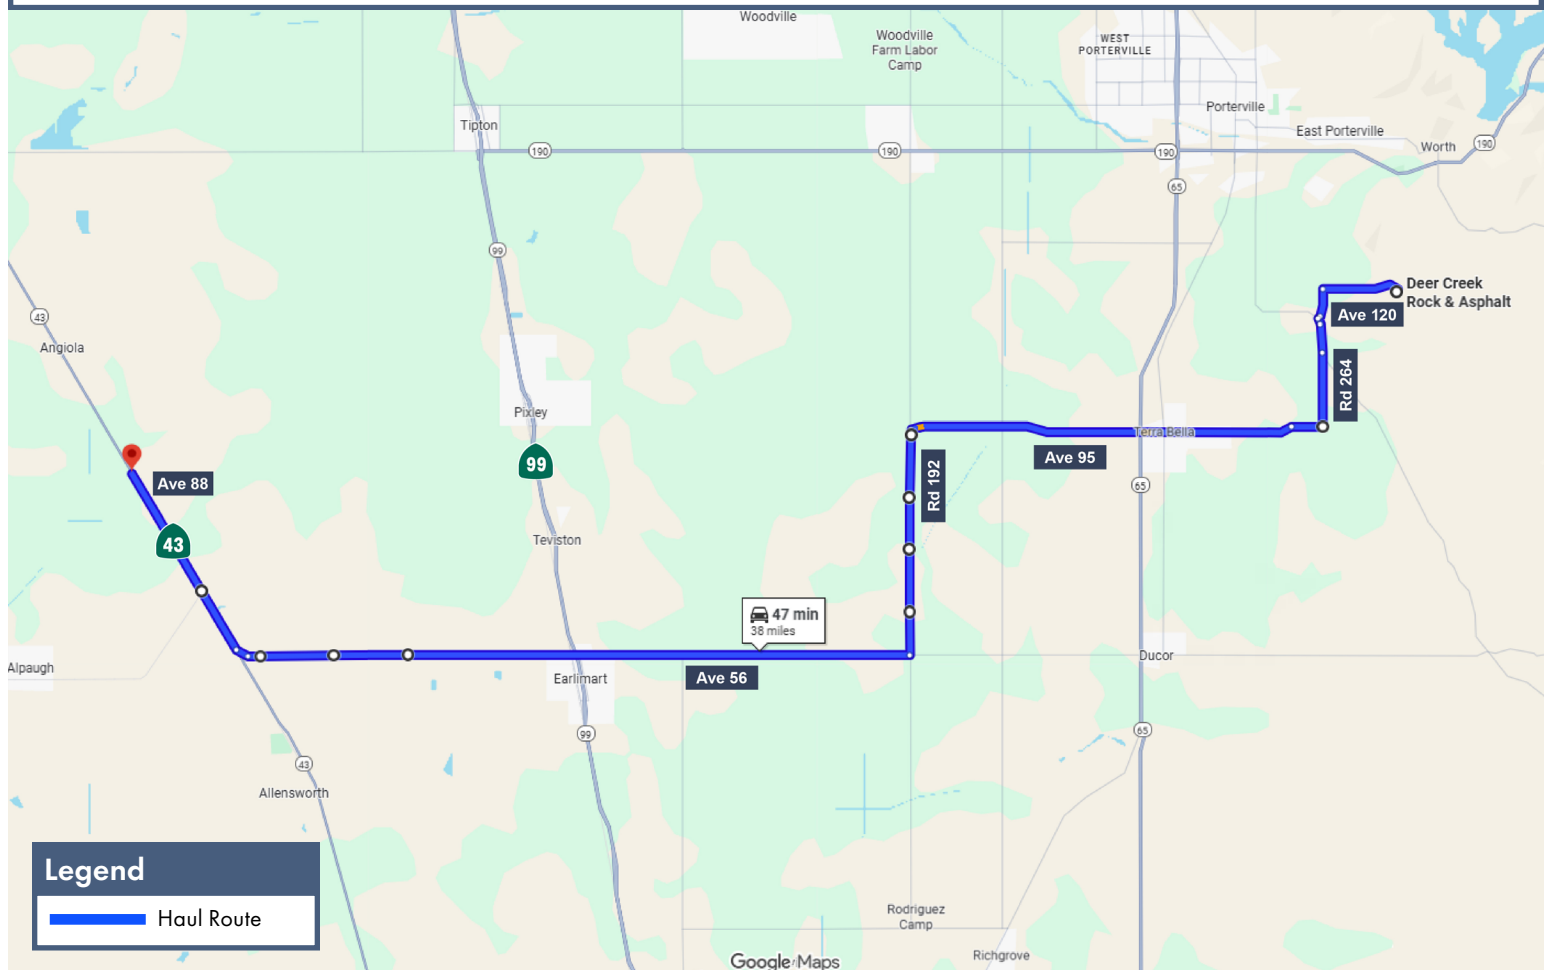 Woodville
Woodville
Farm Labor
Camp
WEST
PORTERVILLE
Porterville
East Porterville
Worth
Tipton
190
190
190
190
65
99
Deer Creek
Rock & Asphalt
Ave 120
43
Angiola
Rd 264
Pixley
Terra Bella
Ave 95
99
Ave 88
Rd 192
65
43
Teviston
47 min
38 miles
Alpaugh
Ducor
Earlimart
Ave 56
99
65
43
Allensworth
Legend
Haul Route
Rodriguez
Camp
Richgrove
Google Maps